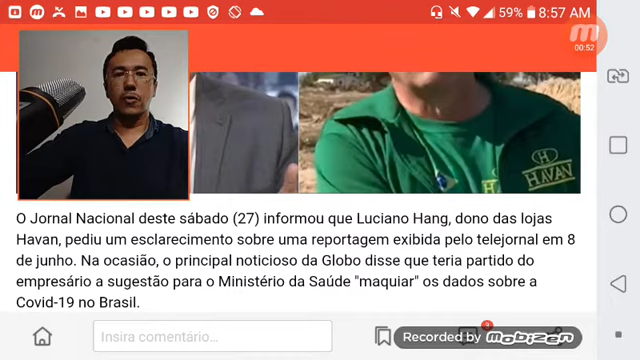 59% 8:57 AM
00:52
H
HAVAN
O Jornal Nacional deste sábado (27) informou que Luciano Hang, dono das lojas
Havan, pediu um esclarecimento sobre uma reportagem exibida pelo telejornal em 8
de junho. Na ocasião, o principal noticioso da Globo disse que teria partido do
empresário a sugestão para o Ministério da Saúde "maquiar" os dados sobre a
Covid-19 no Brasil.
Insira comentário...
Recorded by mobizen